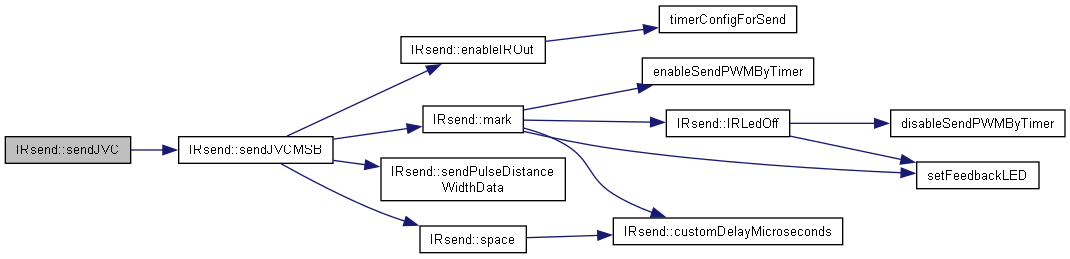 IRsend::sendJVC
IRsend::sendJVCMSB
IRsend::enableIROut
timerConfigForSend
IRsend::mark
enableSendPWMByTimer
IRsend::IRLedOff
disableSendPWMByTimer
setFeedbackLED
IRsend::sendPulseDistance
WidthData
IRsend::space
IRsend::customDelayMicroseconds